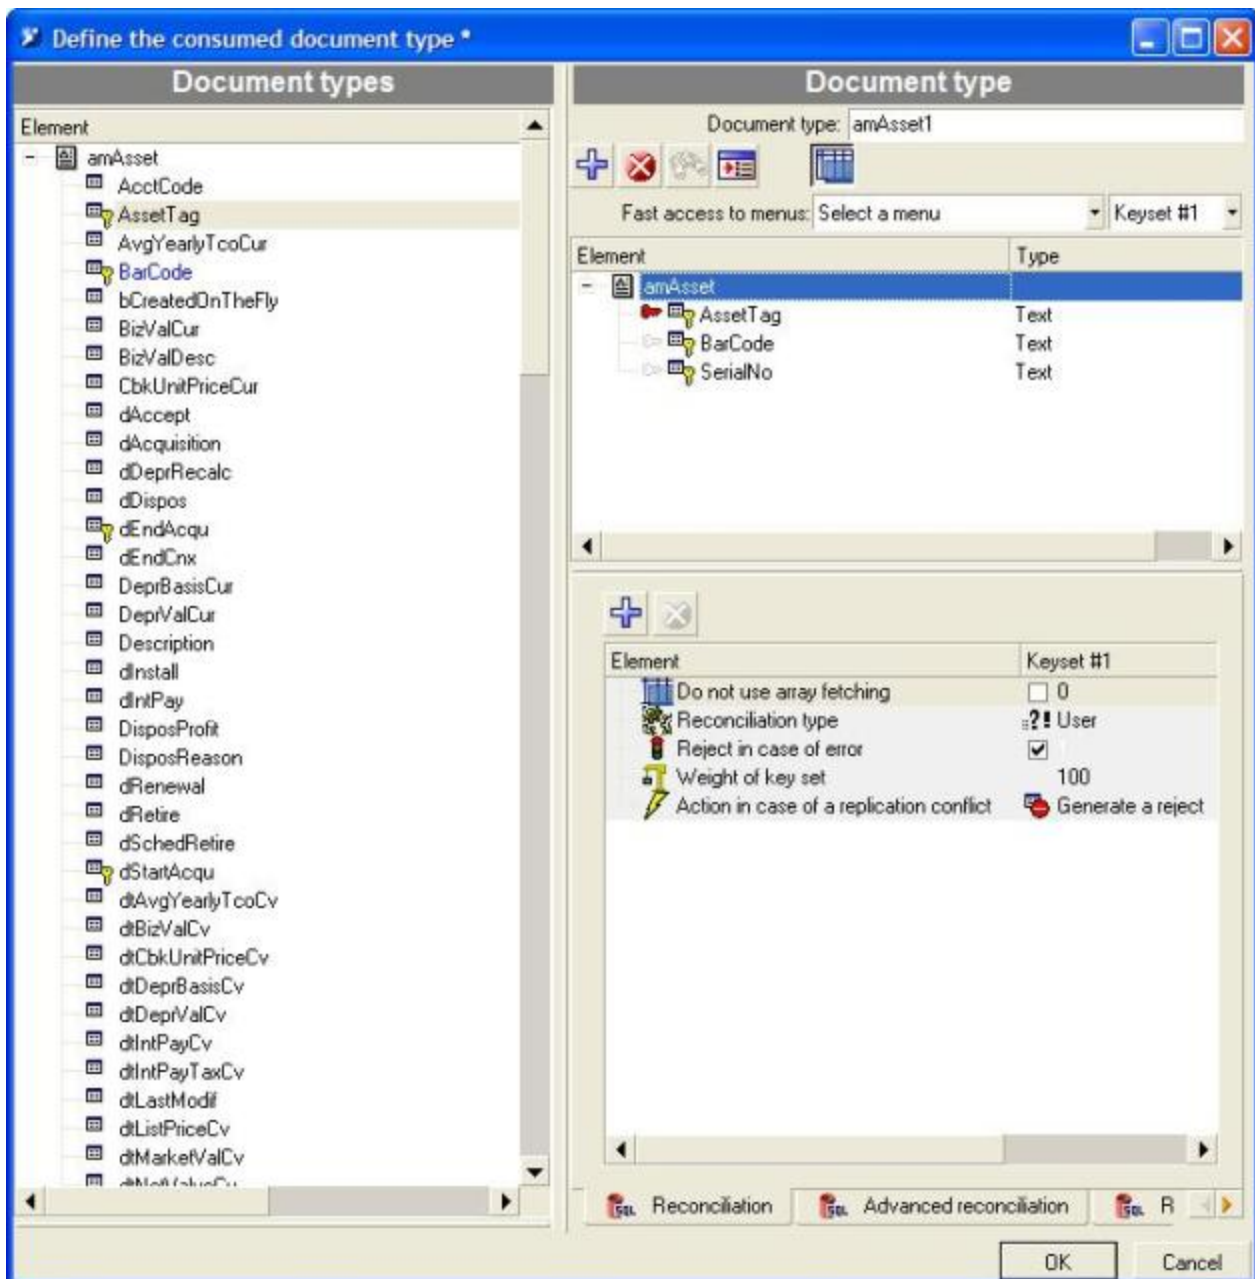 Define the consumed document type *
Document types
Element
amAsset
AcctCode
AssetTag
AvgYearlyTcoCur
BarCode
bCreatedOnTheFly
BizValCur
BizValDesc
CbkUnitPriceCur
dAccept
dAcquisition
dDeprRecalc
dDispos
dEndAcqu
dEndCnx
DeprBasisCur
DeprValCur
Description
dInstall
dIntPay
DisposProfit
DisposReason
dRenewal
dRetire
dSchedRetire
dStartAcqu
dtAvgYearlyTcoCv
dtBizValCv
dtCbkUnitPriceCv
dtDeprBasisCv
dtDeprValCv
dtIntPayCv
dtIntPayTaxCv
dtLastModif
dtListPriceCv
dtMarketValCv
Document type
Document type: amAsset1
Fast access to menus: Select a menu Keyset #1
Element Type
amAsset
AssetTag Text
BarCode Text
SerialNo Text
Element Keyset #1
Do not use array fetching 0
Reconciliation type ?! User
Reject in case of error
Weight of key set 100
Action in case of a replication conflict Generate a reject
SQL Reconciliation SQL Advanced reconciliation SQL R
OK Cancel